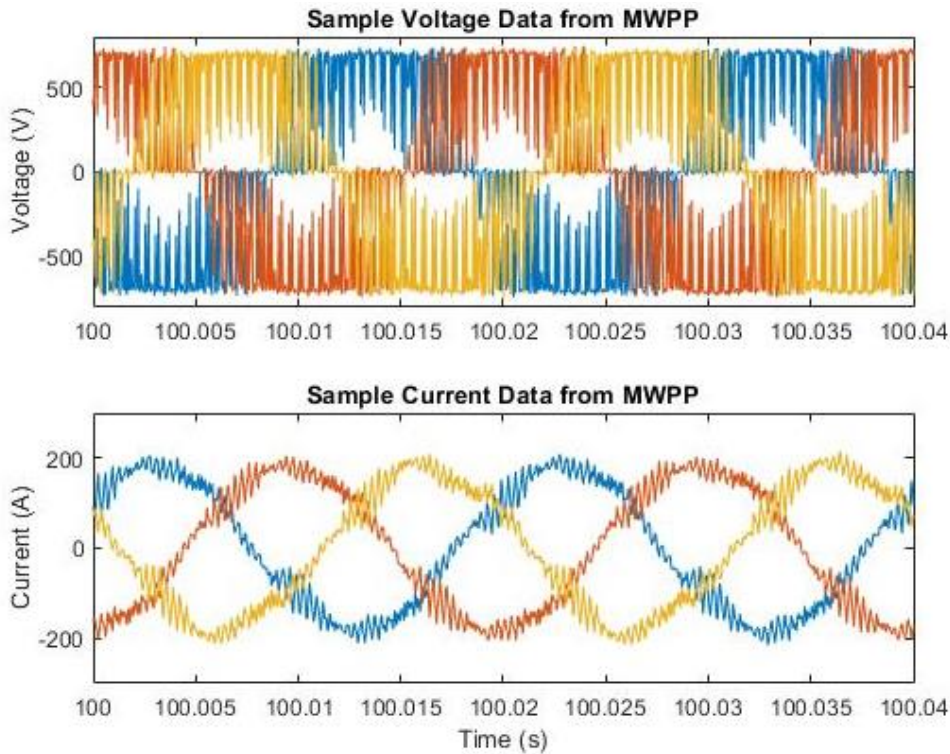 Sample Voltage Data from MWPP
Voltage (V)
500
0
-500
100 100.005 100.01 100.015 100.02 100.025 100.03 100.035 100.04
Sample Current Data from MWPP
Current (A)
200
0
-200
100 100.005 100.01 100.015 100.02 100.025 100.03 100.035 100.04
Time (s)